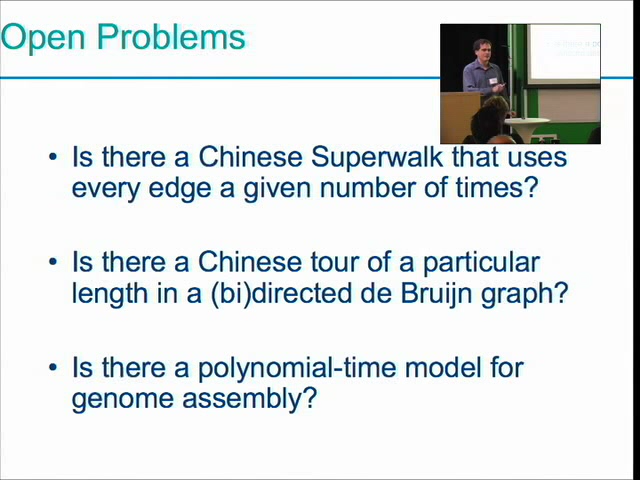 Open Problems
• Is there a Chinese Superwalk that uses
every edge a given number of times?
• Is there a Chinese tour of a particular
length in a (bi)directed de Bruijn graph?
• Is there a polynomial-time model for
genome assembly?